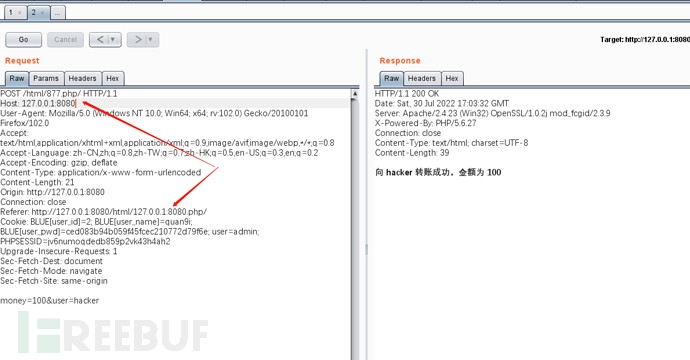 1 × 2 × ...
Go Cancel < | ▾ > | ▾ Target: http://127.0.0.1:8080
Request
Raw Params Headers Hex
POST /html/877.php/ HTTP/1.1
Host: 127.0.0.1:8080
User-Agent: Mozilla/5.0 (Windows NT 10.0; Win64; x64; rv:102.0) Gecko/20100101
Firefox/102.0
Accept:
text/html,application/xhtml+xml,application/xml;q=0.9,image/avif,image/webp,*/*;q=0.8
Accept-Language: zh-CN,zh;q=0.8,zh-TW;q=0.7,zh-HK;q=0.5,en-US;q=0.3,en;q=0.2
Accept-Encoding: gzip, deflate
Content-Type: application/x-www-form-urlencoded
Content-Length: 21
Origin: http://127.0.0.1:8080
Connection: close
Referer: http://127.0.0.1:8080/html/127.0.0.1:8080.php/
Cookie: BLUE[user_id]=2; BLUE[user_name]=quan9i;
BLUE[user_pwd]=ced083b94b059f45fcec210772d79f6e; user=admin;
PHPSESSID=jv6numoqdedb859p2vk43h4ah2
Upgrade-Insecure-Requests: 1
Sec-Fetch-Dest: document
Sec-Fetch-Mode: navigate
Sec-Fetch-Site: same-origin
money=100&user=hacker
Response
Raw Headers Hex
HTTP/1.1 200 OK
Date: Sat, 30 Jul 2022 17:03:32 GMT
Server: Apache/2.4.23 (Win32) OpenSSL/1.0.2j mod_fcgid/2.3.9
X-Powered-By: PHP/5.6.27
Connection: close
Content-Type: text/html; charset=UTF-8
Content-Length: 39
向 hacker 转账成功，金额为 100
FREEBUF